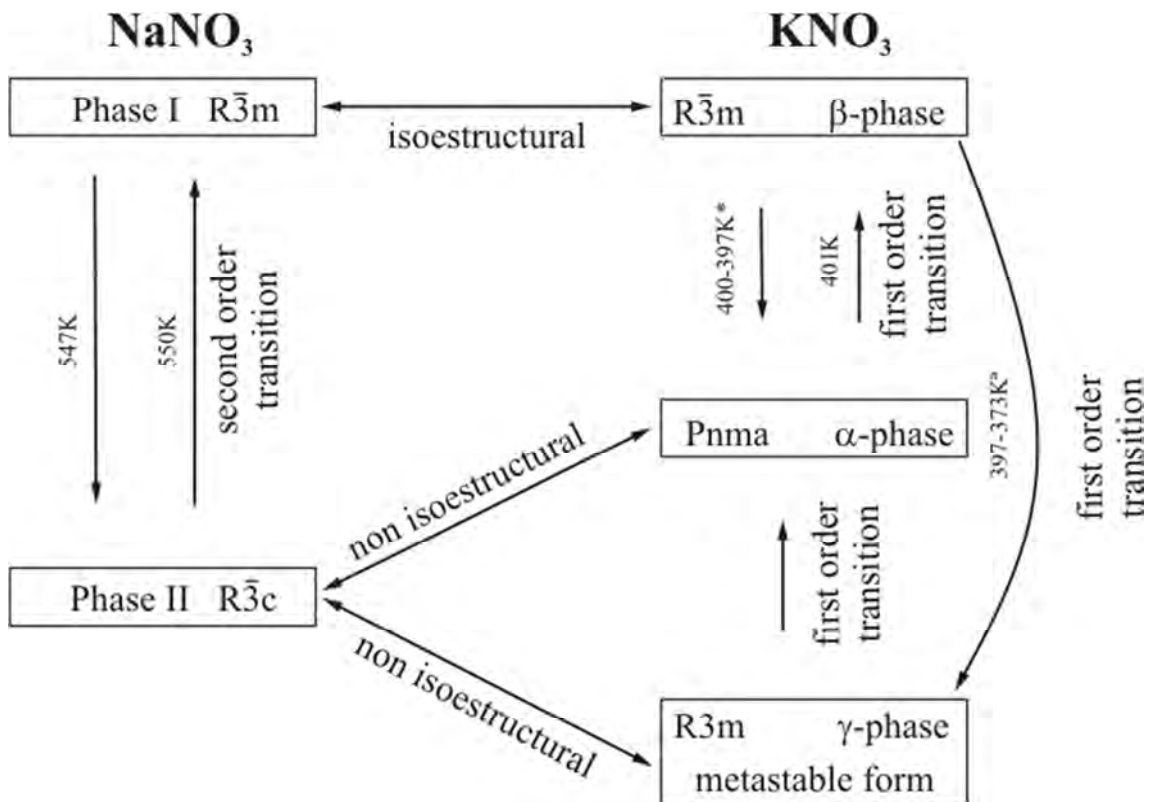 NaNO₃
KNO₃
Phase I R3̄m
R3̄m β-phase
isoestructural
547K
550K
second order
transition
400-397K*
401K
first order
transition
397-373Kª
first order
transition
Pnma α-phase
non isoestructural
first order
transition
Phase II R3̄c
non isoestructural
R3m γ-phase
metastable form